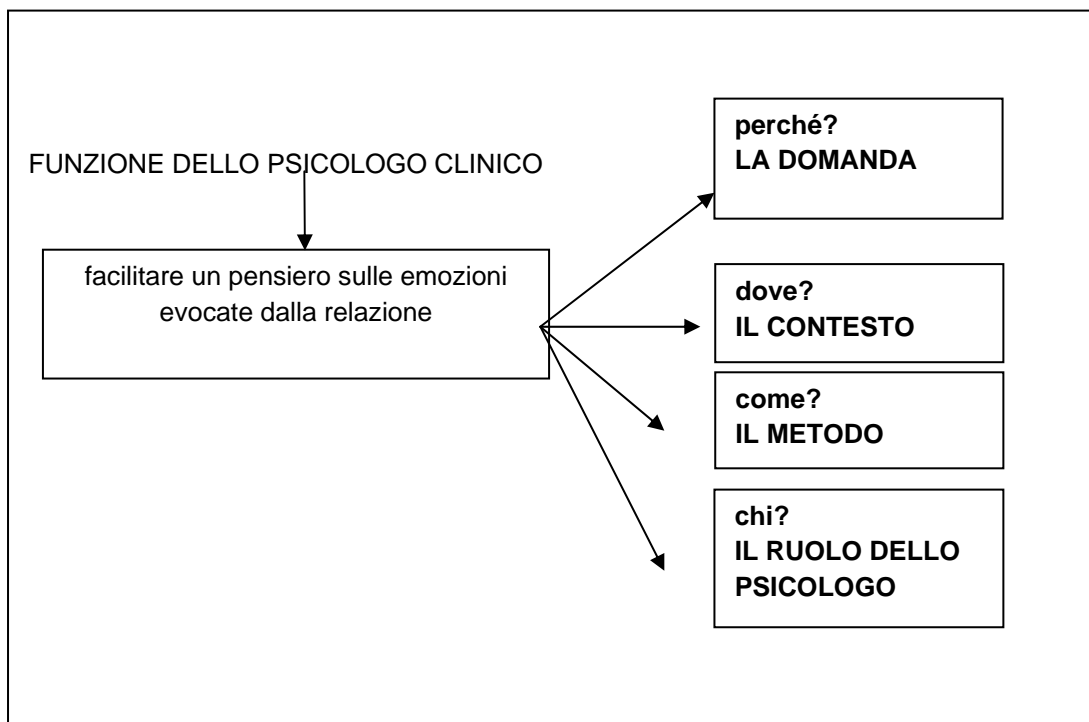 FUNZIONE DELLO PSICOLOGO CLINICO
facilitare un pensiero sulle emozioni
evocate dalla relazione
perché?
LA DOMANDA
dove?
IL CONTESTO
come?
IL METODO
chi?
IL RUOLO DELLO
PSICOLOGO